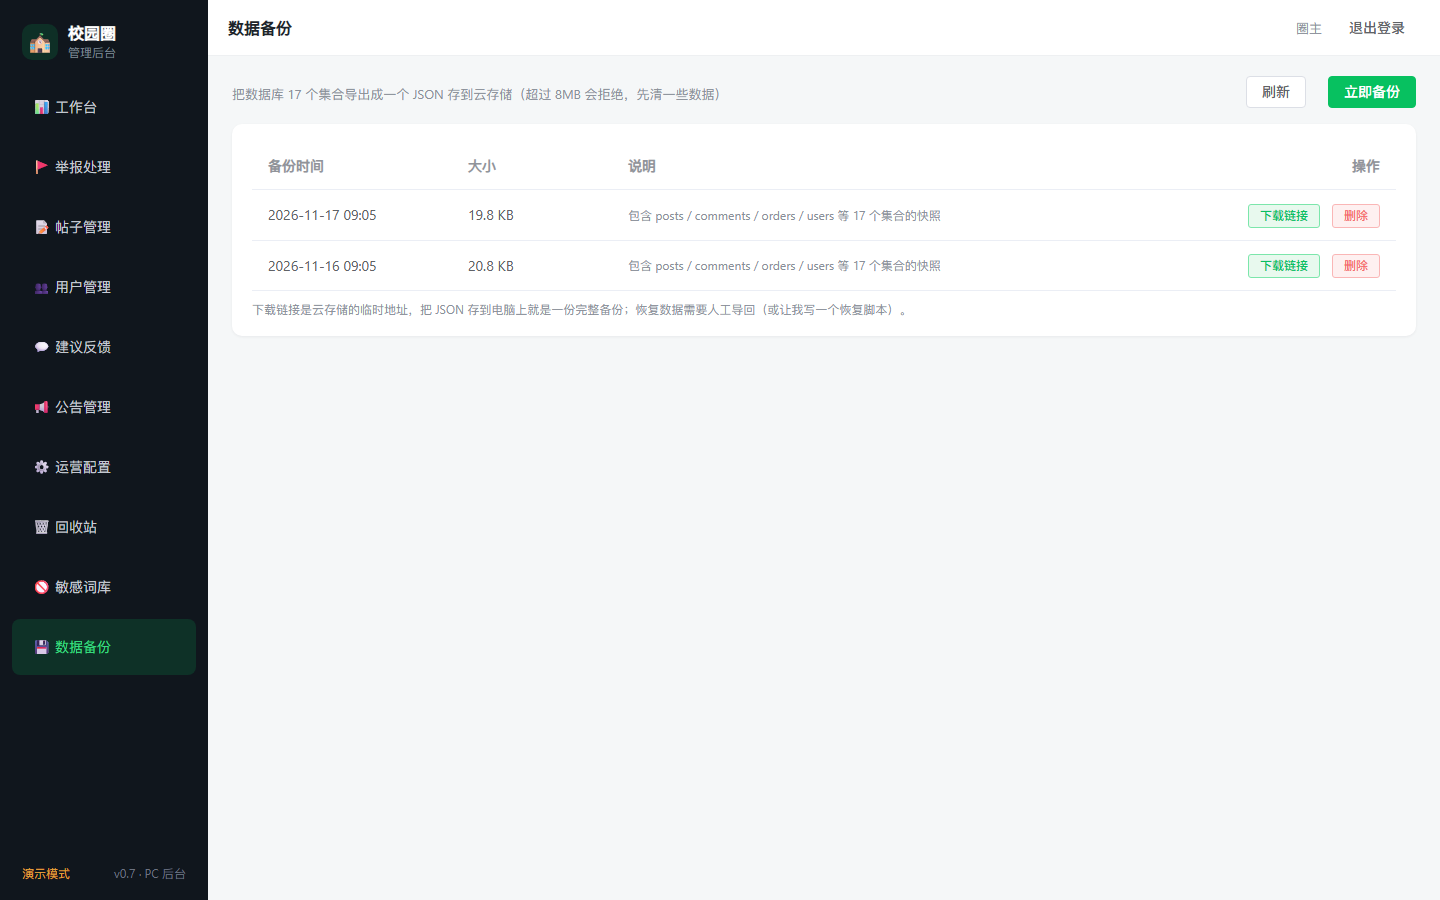 校园圈
管理后台
工作台
举报处理
帖子管理
用户管理
建议反馈
公告管理
运营配置
回收站
敏感词库
数据备份
演示模式 v0.7 · PC 后台
数据备份 圈主 退出登录
把数据库 17 个集合导出成一个 JSON 存到云存储（超过 8MB 会拒绝，先清一些数据） 刷新 立即备份
备份时间 大小 说明 操作
2026-11-17 09:05 19.8 KB 包含 posts / comments / orders / users 等 17 个集合的快照 下载链接 删除
2026-11-16 09:05 20.8 KB 包含 posts / comments / orders / users 等 17 个集合的快照 下载链接 删除
下载链接是云存储的临时地址，把 JSON 存到电脑上就是一份完整备份；恢复数据需要人工导回（或让我写一个恢复脚本）。